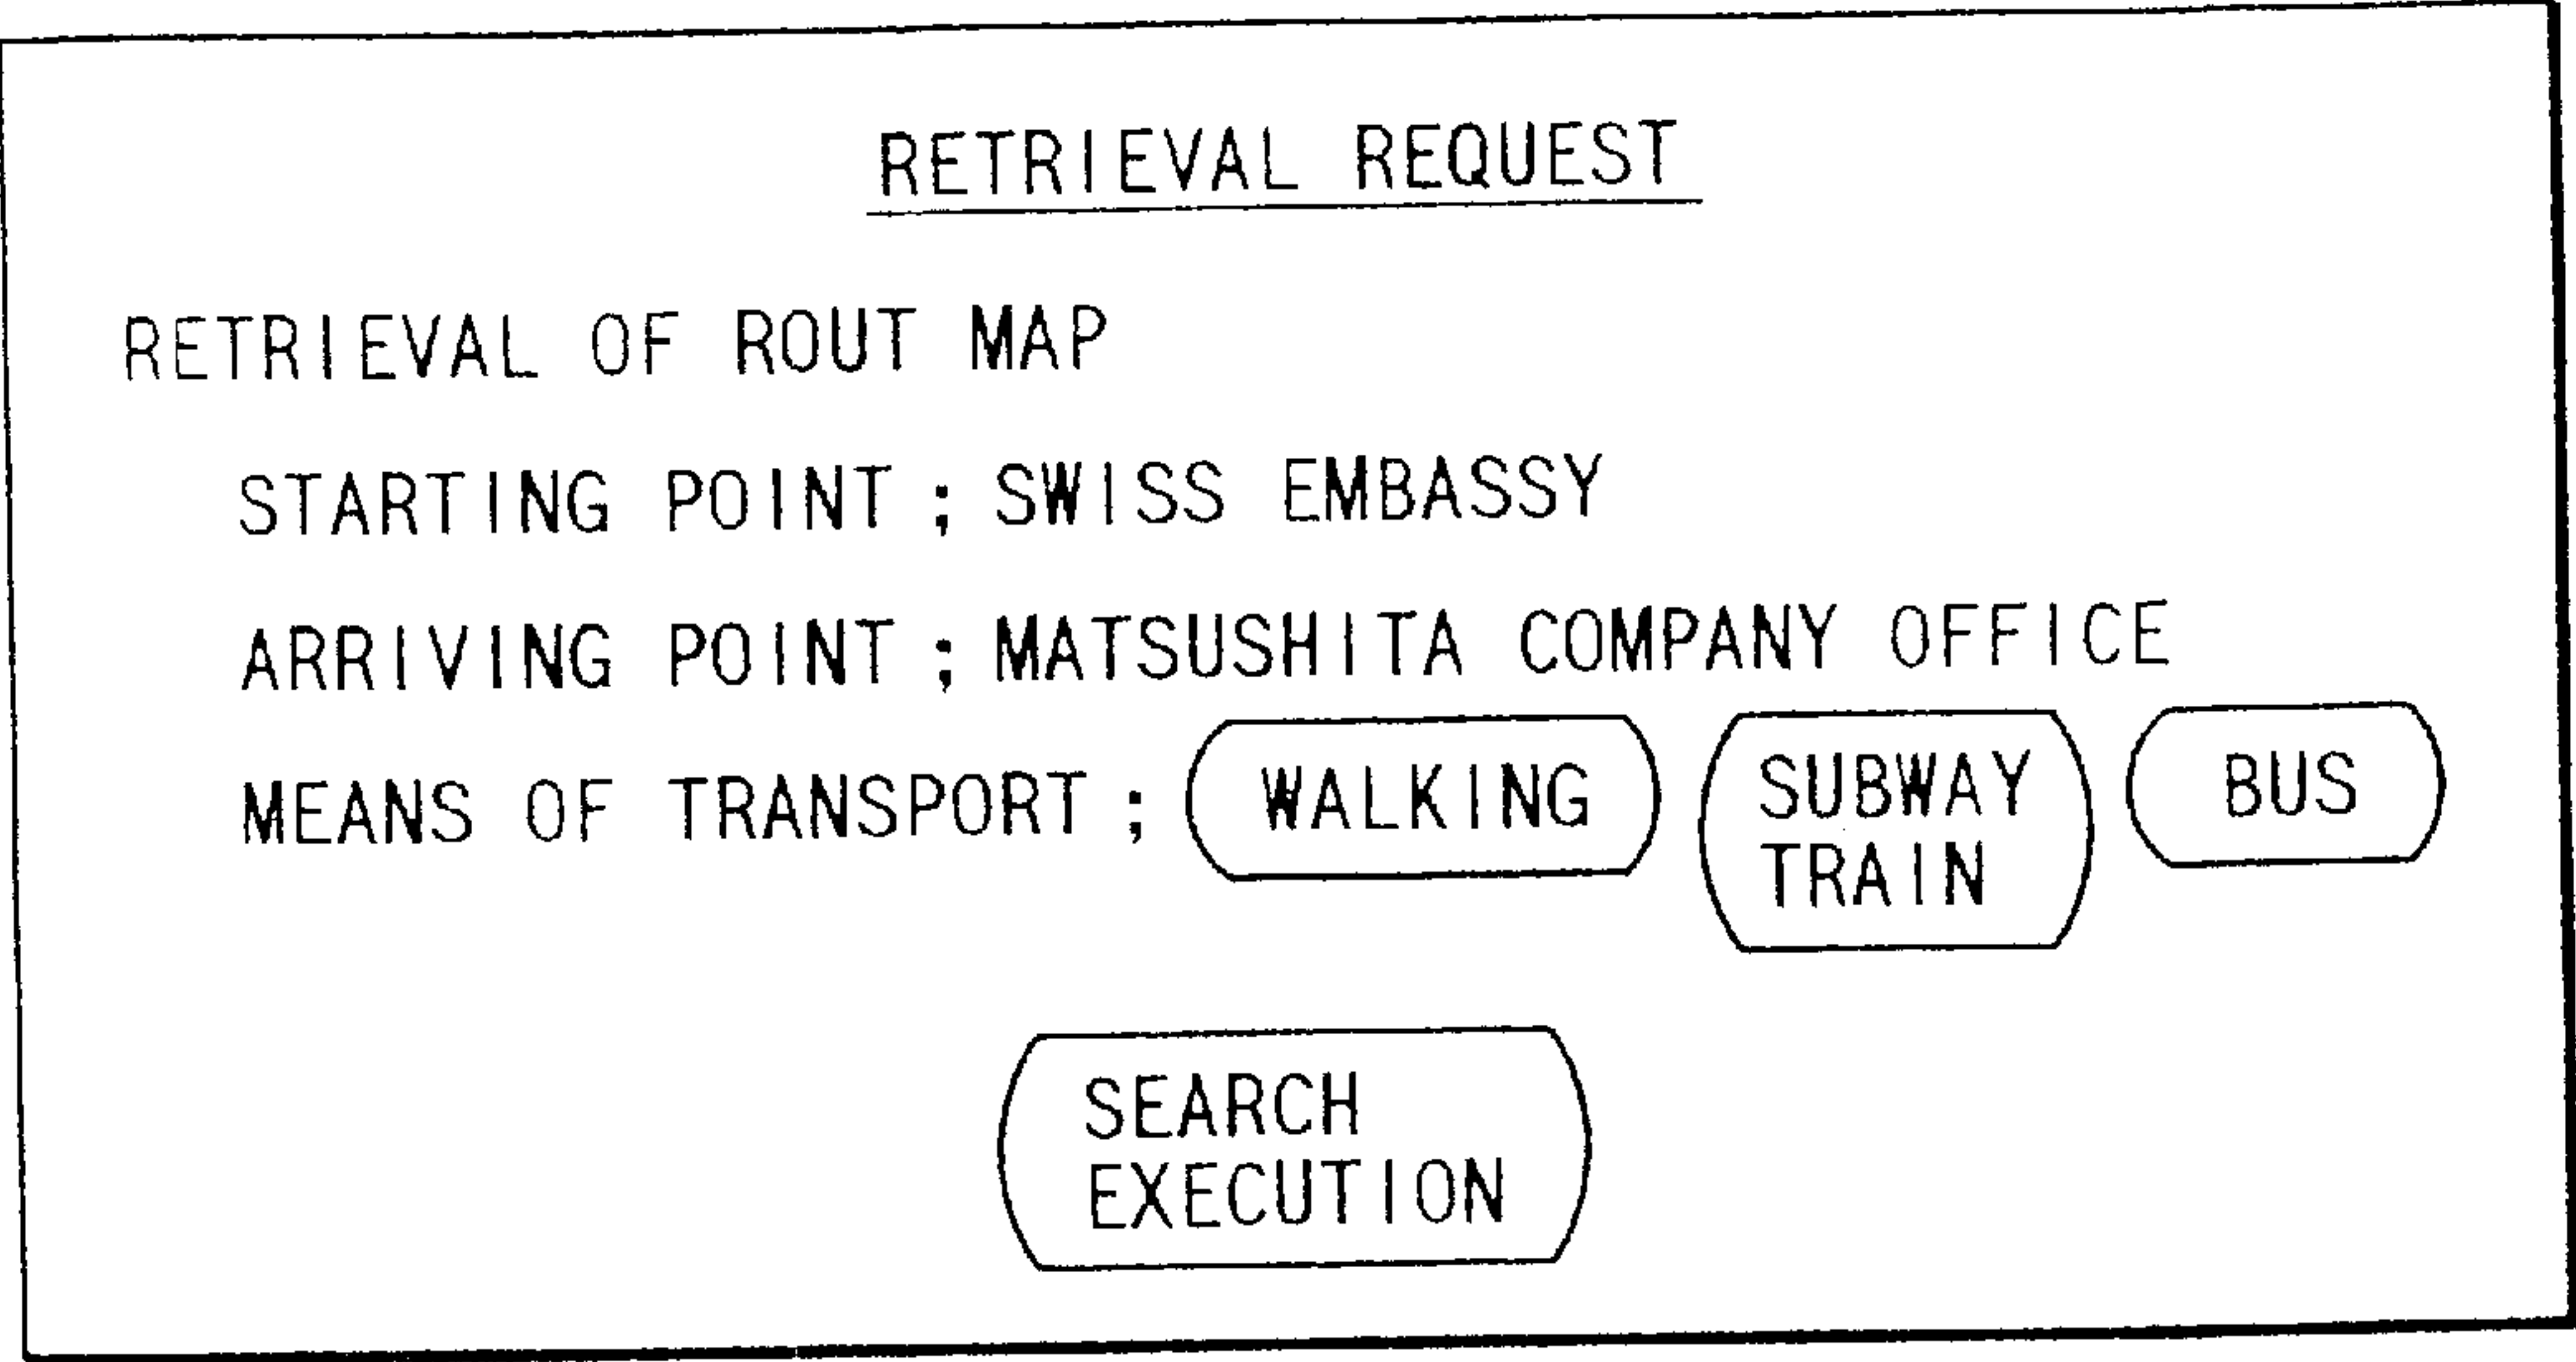 RETRIEVAL REQUEST
RETRIEVAL OF ROUT MAP
STARTING POINT ; SWISS EMBASSY
ARRIVING POINT ; MATSUSHITA COMPANY OFFICE
MEANS OF TRANSPORT ; WALKING SUBWAY TRAIN BUS
SEARCH
EXECUTION